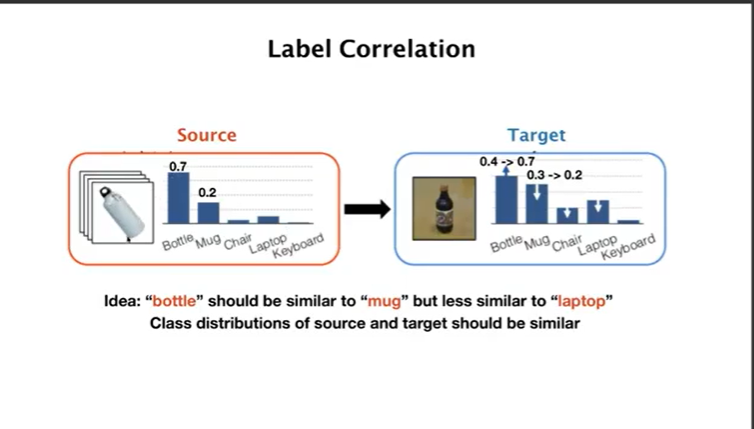 Label Correlation
Source
Target
0.7
0.2
Bottle
Mug
Chair
Laptop
Keyboard
0.4 -> 0.7
0.3 -> 0.2
Bottle
Mug
Chair
Laptop
Keyboard
Idea: “bottle” should be similar to “mug” but less similar to “laptop”
Class distributions of source and target should be similar